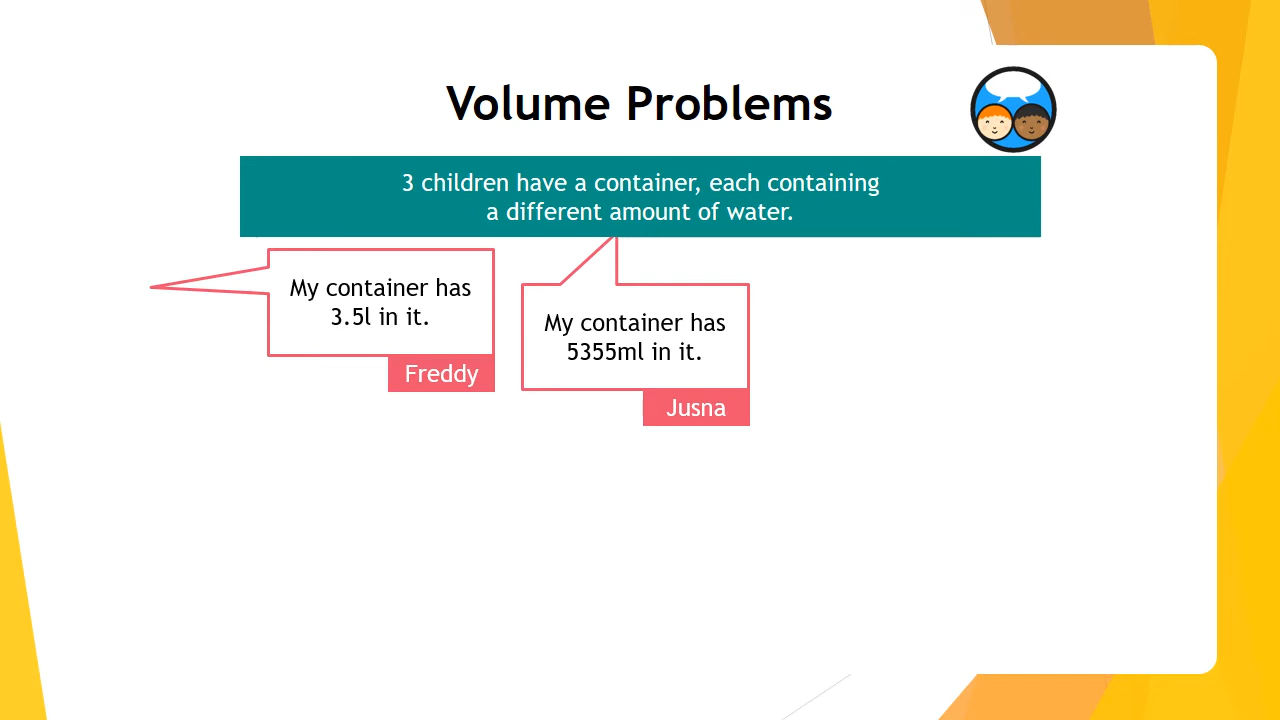 Volume Problems
3 children have a container, each containing
a different amount of water.
My container has
3.5l in it.
Freddy
My container has
5355ml in it.
Jusna